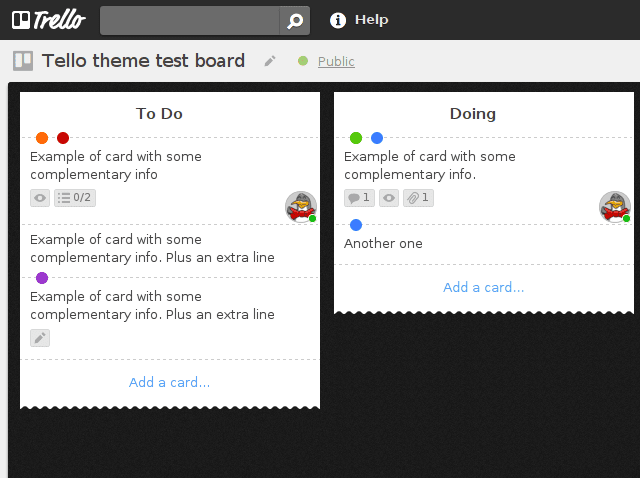 Trello
Help
Tello theme test board
Public
To Do
Example of card with some
complementary info
0/2
Example of card with some
complementary info. Plus an extra line
Example of card with some
complementary info. Plus an extra line
Add a card...
Doing
Example of card with some
complementary info.
1 1
Another one
Add a card...